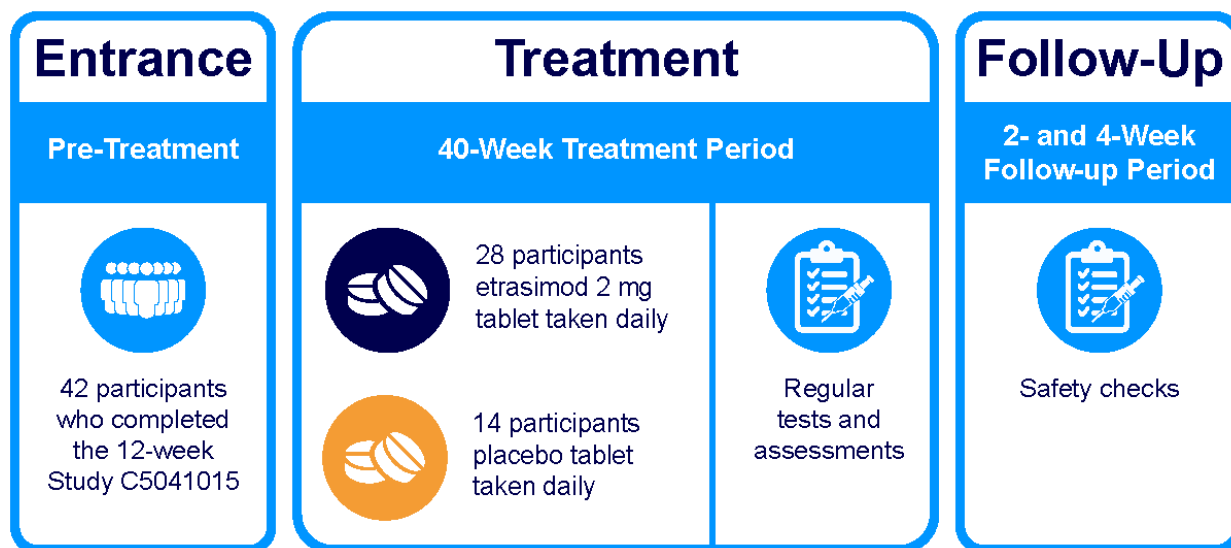 Entrance
Pre-Treatment
42 participants
who completed
the 12-week
Study C5041015
Treatment
40-Week Treatment Period
28 participants
etrasimod 2 mg
tablet taken daily
14 participants
placebo tablet
taken daily
Regular
tests and
assessments
Follow-Up
2- and 4-Week
Follow-up Period
Safety checks